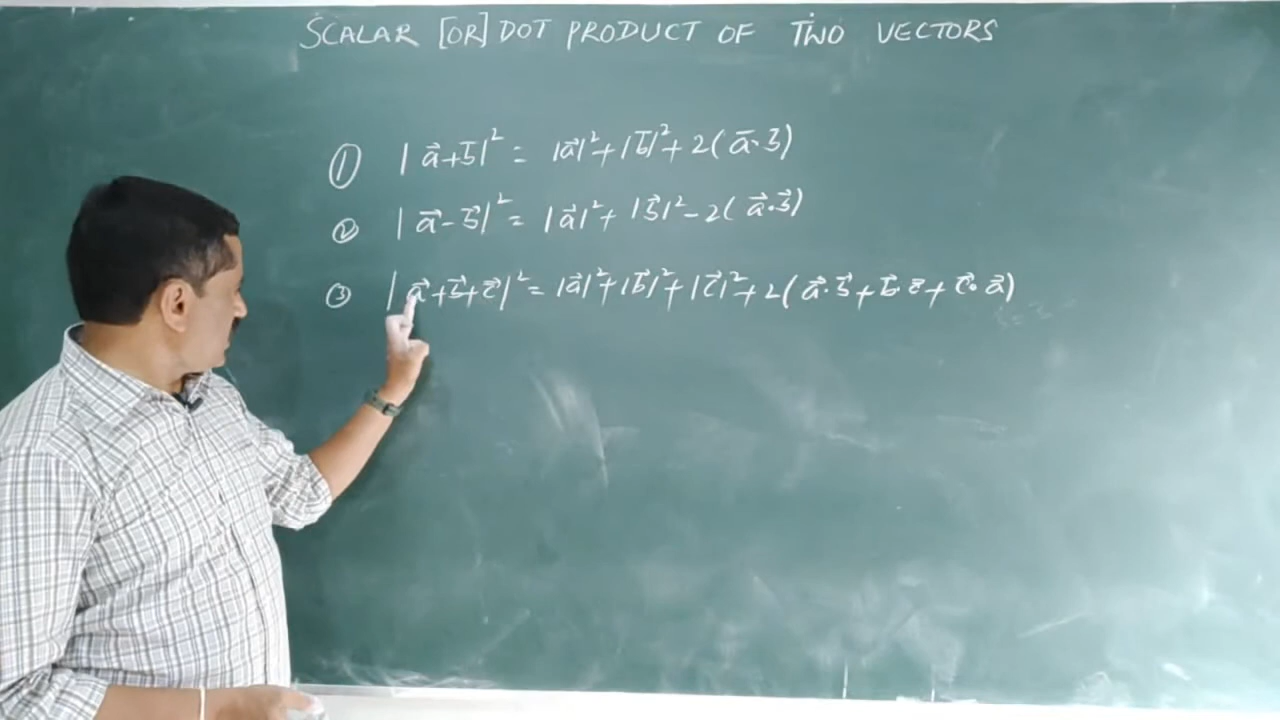 SCALAR [OR] DOT PRODUCT OF TWO VECTORS
① |a⃗+b⃗|² = |a⃗|²+|b⃗|²+2(a⃗·b⃗)
② |a⃗-b⃗|² = |a⃗|²+|b⃗|²-2(a⃗·b⃗)
③ |a⃗+b⃗+c⃗|² = |a⃗|²+|b⃗|²+|c⃗|²+2(a⃗·b⃗+b⃗·c⃗+c⃗·a⃗)